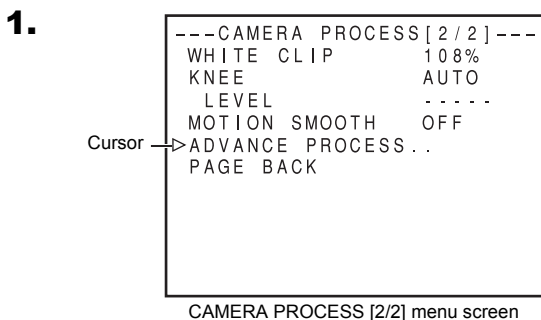 1.
---CAMERA PROCESS[2/2]---
WHITE CLIP 108%
KNEE AUTO
LEVEL -----
MOTION SMOOTH OFF
Cursor ▷ADVANCE PROCESS..
PAGE BACK
CAMERA PROCESS [2/2] menu screen